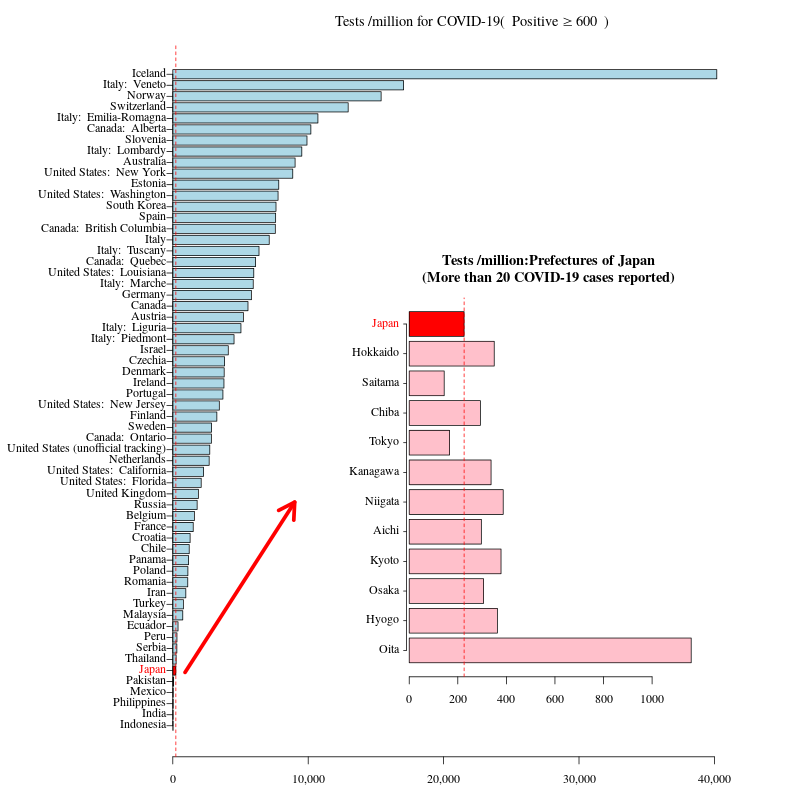 Tests /million for COVID-19(  Positive ≥ 600  )
Iceland
Italy:  Veneto
Norway
Switzerland
Italy:  Emilia-Romagna
Canada:  Alberta
Slovenia
Italy:  Lombardy
Australia
United States:  New York
Estonia
United States:  Washington
South Korea
Spain
Canada:  British Columbia
Italy
Italy:  Tuscany
Canada:  Quebec
United States:  Louisiana
Italy:  Marche
Germany
Canada
Austria
Italy:  Liguria
Italy:  Piedmont
Israel
Czechia
Denmark
Ireland
Portugal
United States:  New Jersey
Finland
Sweden
Canada:  Ontario
United States (unofficial tracking)
Netherlands
United States:  California
United States:  Florida
United Kingdom
Russia
Belgium
France
Croatia
Chile
Panama
Poland
Romania
Iran
Turkey
Malaysia
Ecuador
Peru
Serbia
Thailand
Japan
Pakistan
Mexico
Philippines
India
Indonesia
0 10,000 20,000 30,000 40,000
Tests /million:Prefectures of Japan
(More than 20 COVID-19 cases reported)
Japan
Hokkaido
Saitama
Chiba
Tokyo
Kanagawa
Niigata
Aichi
Kyoto
Osaka
Hyogo
Oita
0 200 400 600 800 1000